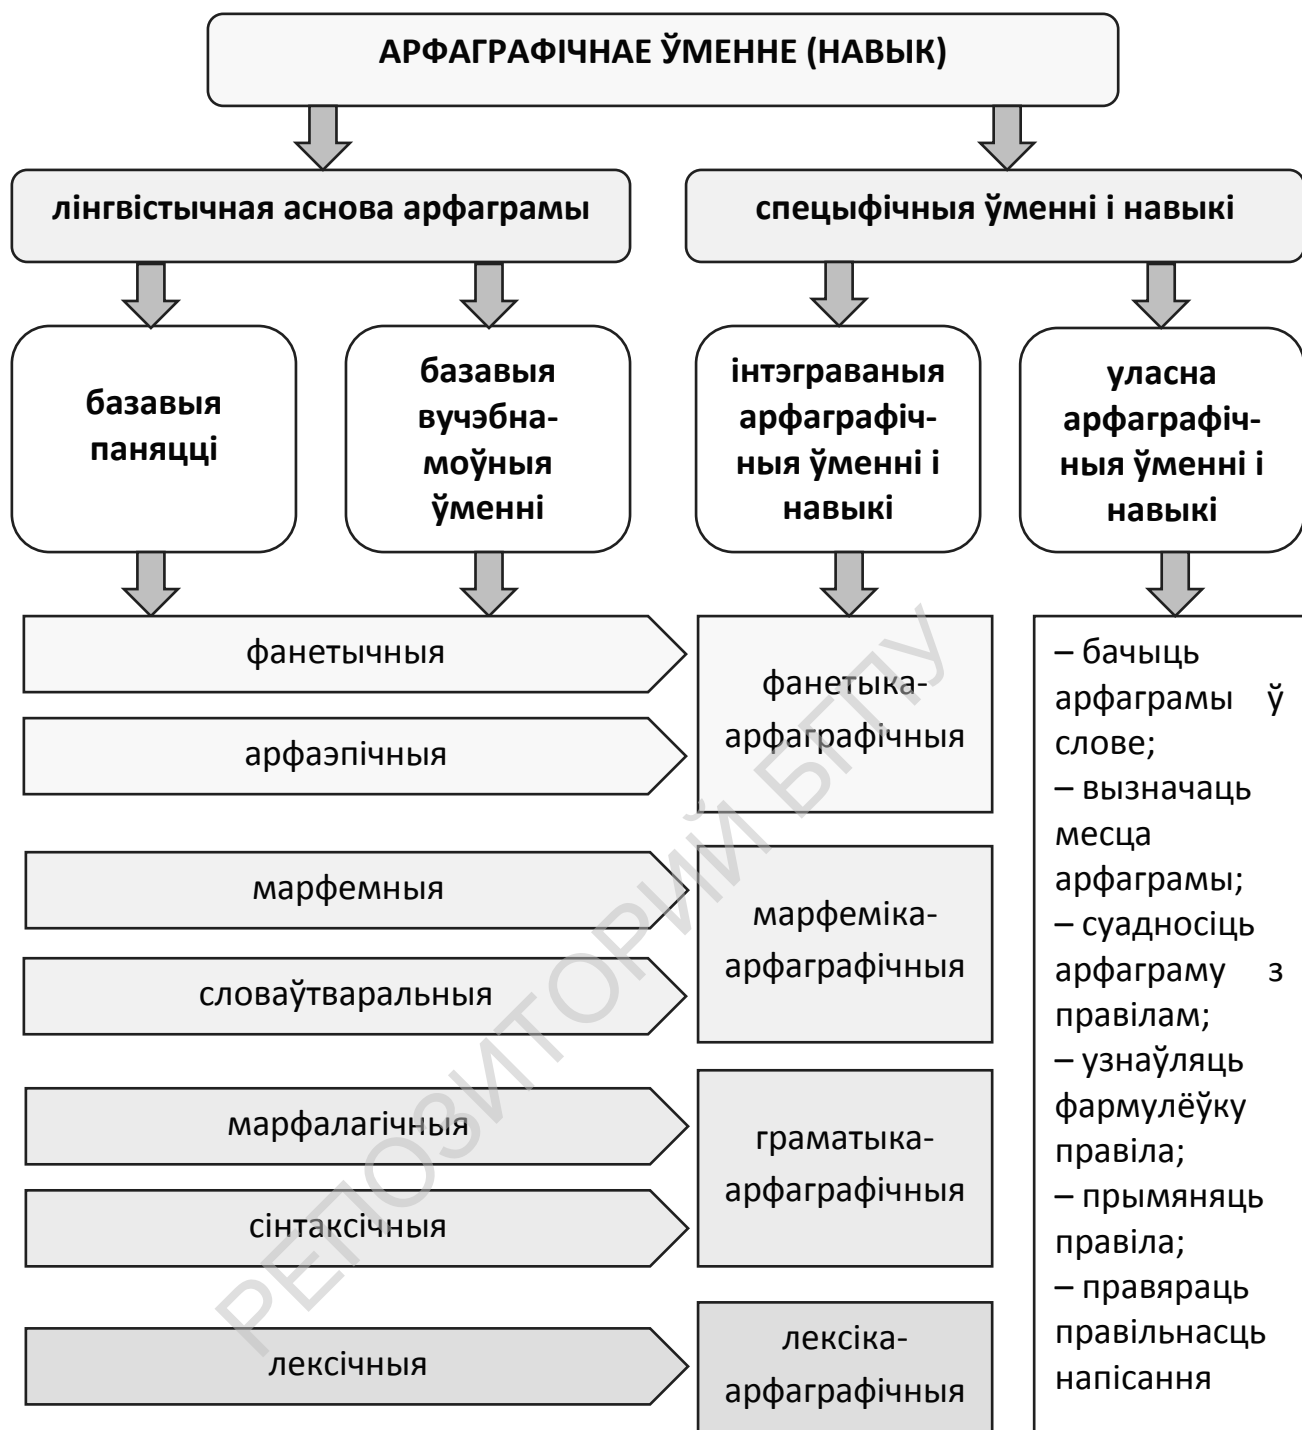 АРФАГРАФІЧНАЕ ЎМЕННЕ (НАВЫК)
лінгвістычная аснова арфаграмы
спецыфічныя ўменні і навыкі
базавыя
паняцці
базавыя
вучэбна-
моўныя
ўменні
інтэграваныя
арфаграфіч-
ныя ўменні і
навыкі
уласна
арфаграфіч-
ныя ўменні і
навыкі
фанетычныя
арфаэпічныя
фанетыка-
арфаграфічныя
марфемныя
словаўтваральныя
марфеміка-
арфаграфічныя
марфалагічныя
сінтаксічныя
граматыка-
арфаграфічныя
лексічныя
лексіка-
арфаграфічныя
– бачыць
арфаграмы ў
слове;
– вызначаць
месца
арфаграмы;
– суадносіць
арфаграму з
правілам;
– узнаўляць
фармулёўку
правіла;
– прымяняць
правіла;
– правяраць
правільнасць
напісання
РЕПОЗИТОРИЙ БГПУ